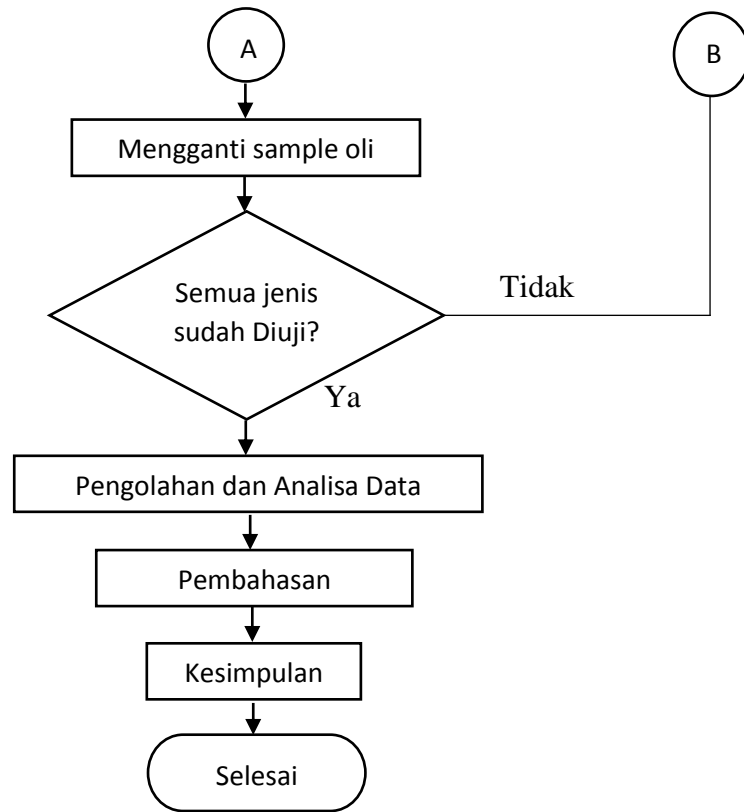 A
B
Mengganti sample oli
Semua jenis
sudah Diuji?
Tidak
Ya
Pengolahan dan Analisa Data
Pembahasan
Kesimpulan
Selesai